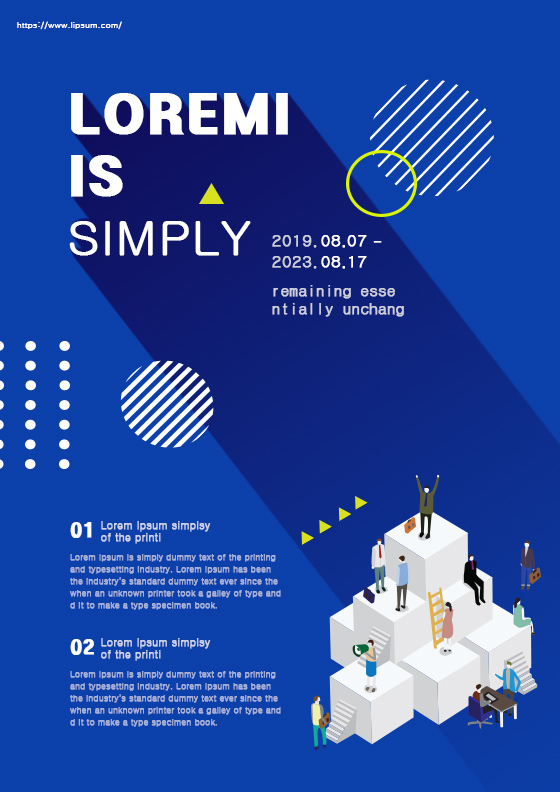 https://www.lipsum.com/
LOREMI
IS
SIMPLY
2019.08.07 –
2023.08.17
remaining esse
ntially unchang
01 Lorem Ipsum simplsy
of the printi
Lorem Ipsum is simply dummy text of the printing
and typesetting industry. Lorem Ipsum has been
the industry's standard dummy text ever since the
when an unknown printer took a galley of type and
d it to make a type specimen book.
02 Lorem Ipsum simplsy
of the printi
Lorem Ipsum is simply dummy text of the printing
and typesetting industry. Lorem Ipsum has been
the industry's standard dummy text ever since the
when an unknown printer took a galley of type and
d it to make a type specimen book.